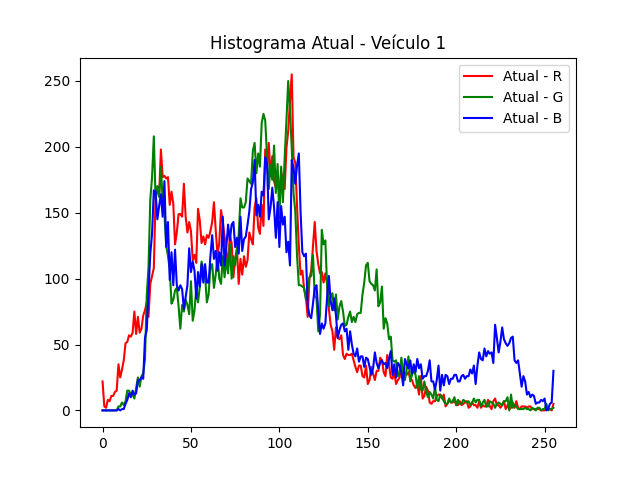 Histograma Atual - Veículo 1
Atual - R
Atual - G
Atual - B
250
200
150
100
50
0
0 50 100 150 200 250